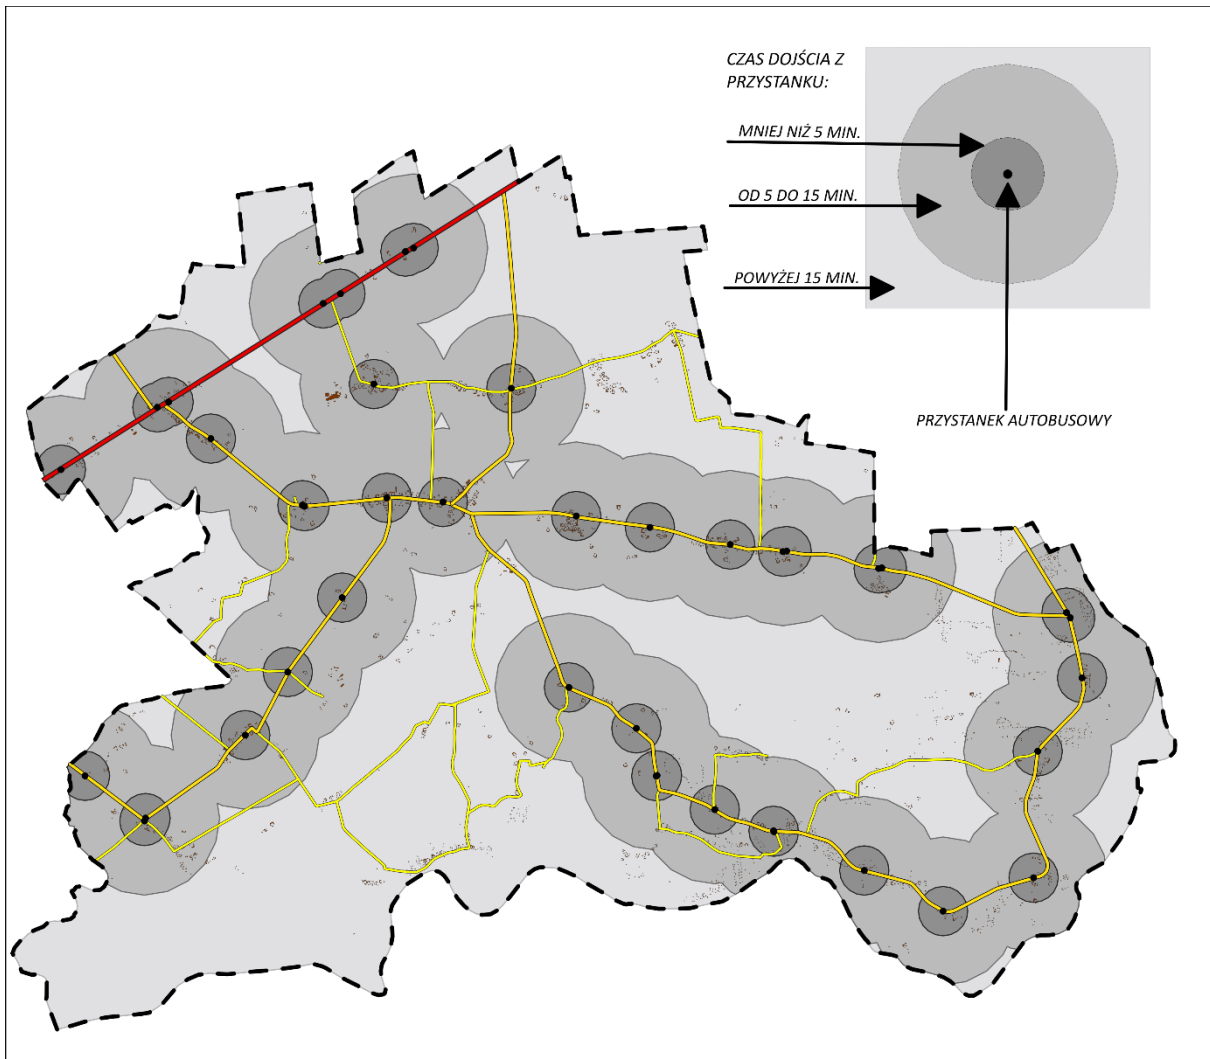 CZAS DOJŚCIA Z
PRZYSTANKU:
MNIEJ NIŻ 5 MIN.
OD 5 DO 15 MIN.
POWYŻEJ 15 MIN.
PRZYSTANEK AUTOBUSOWY